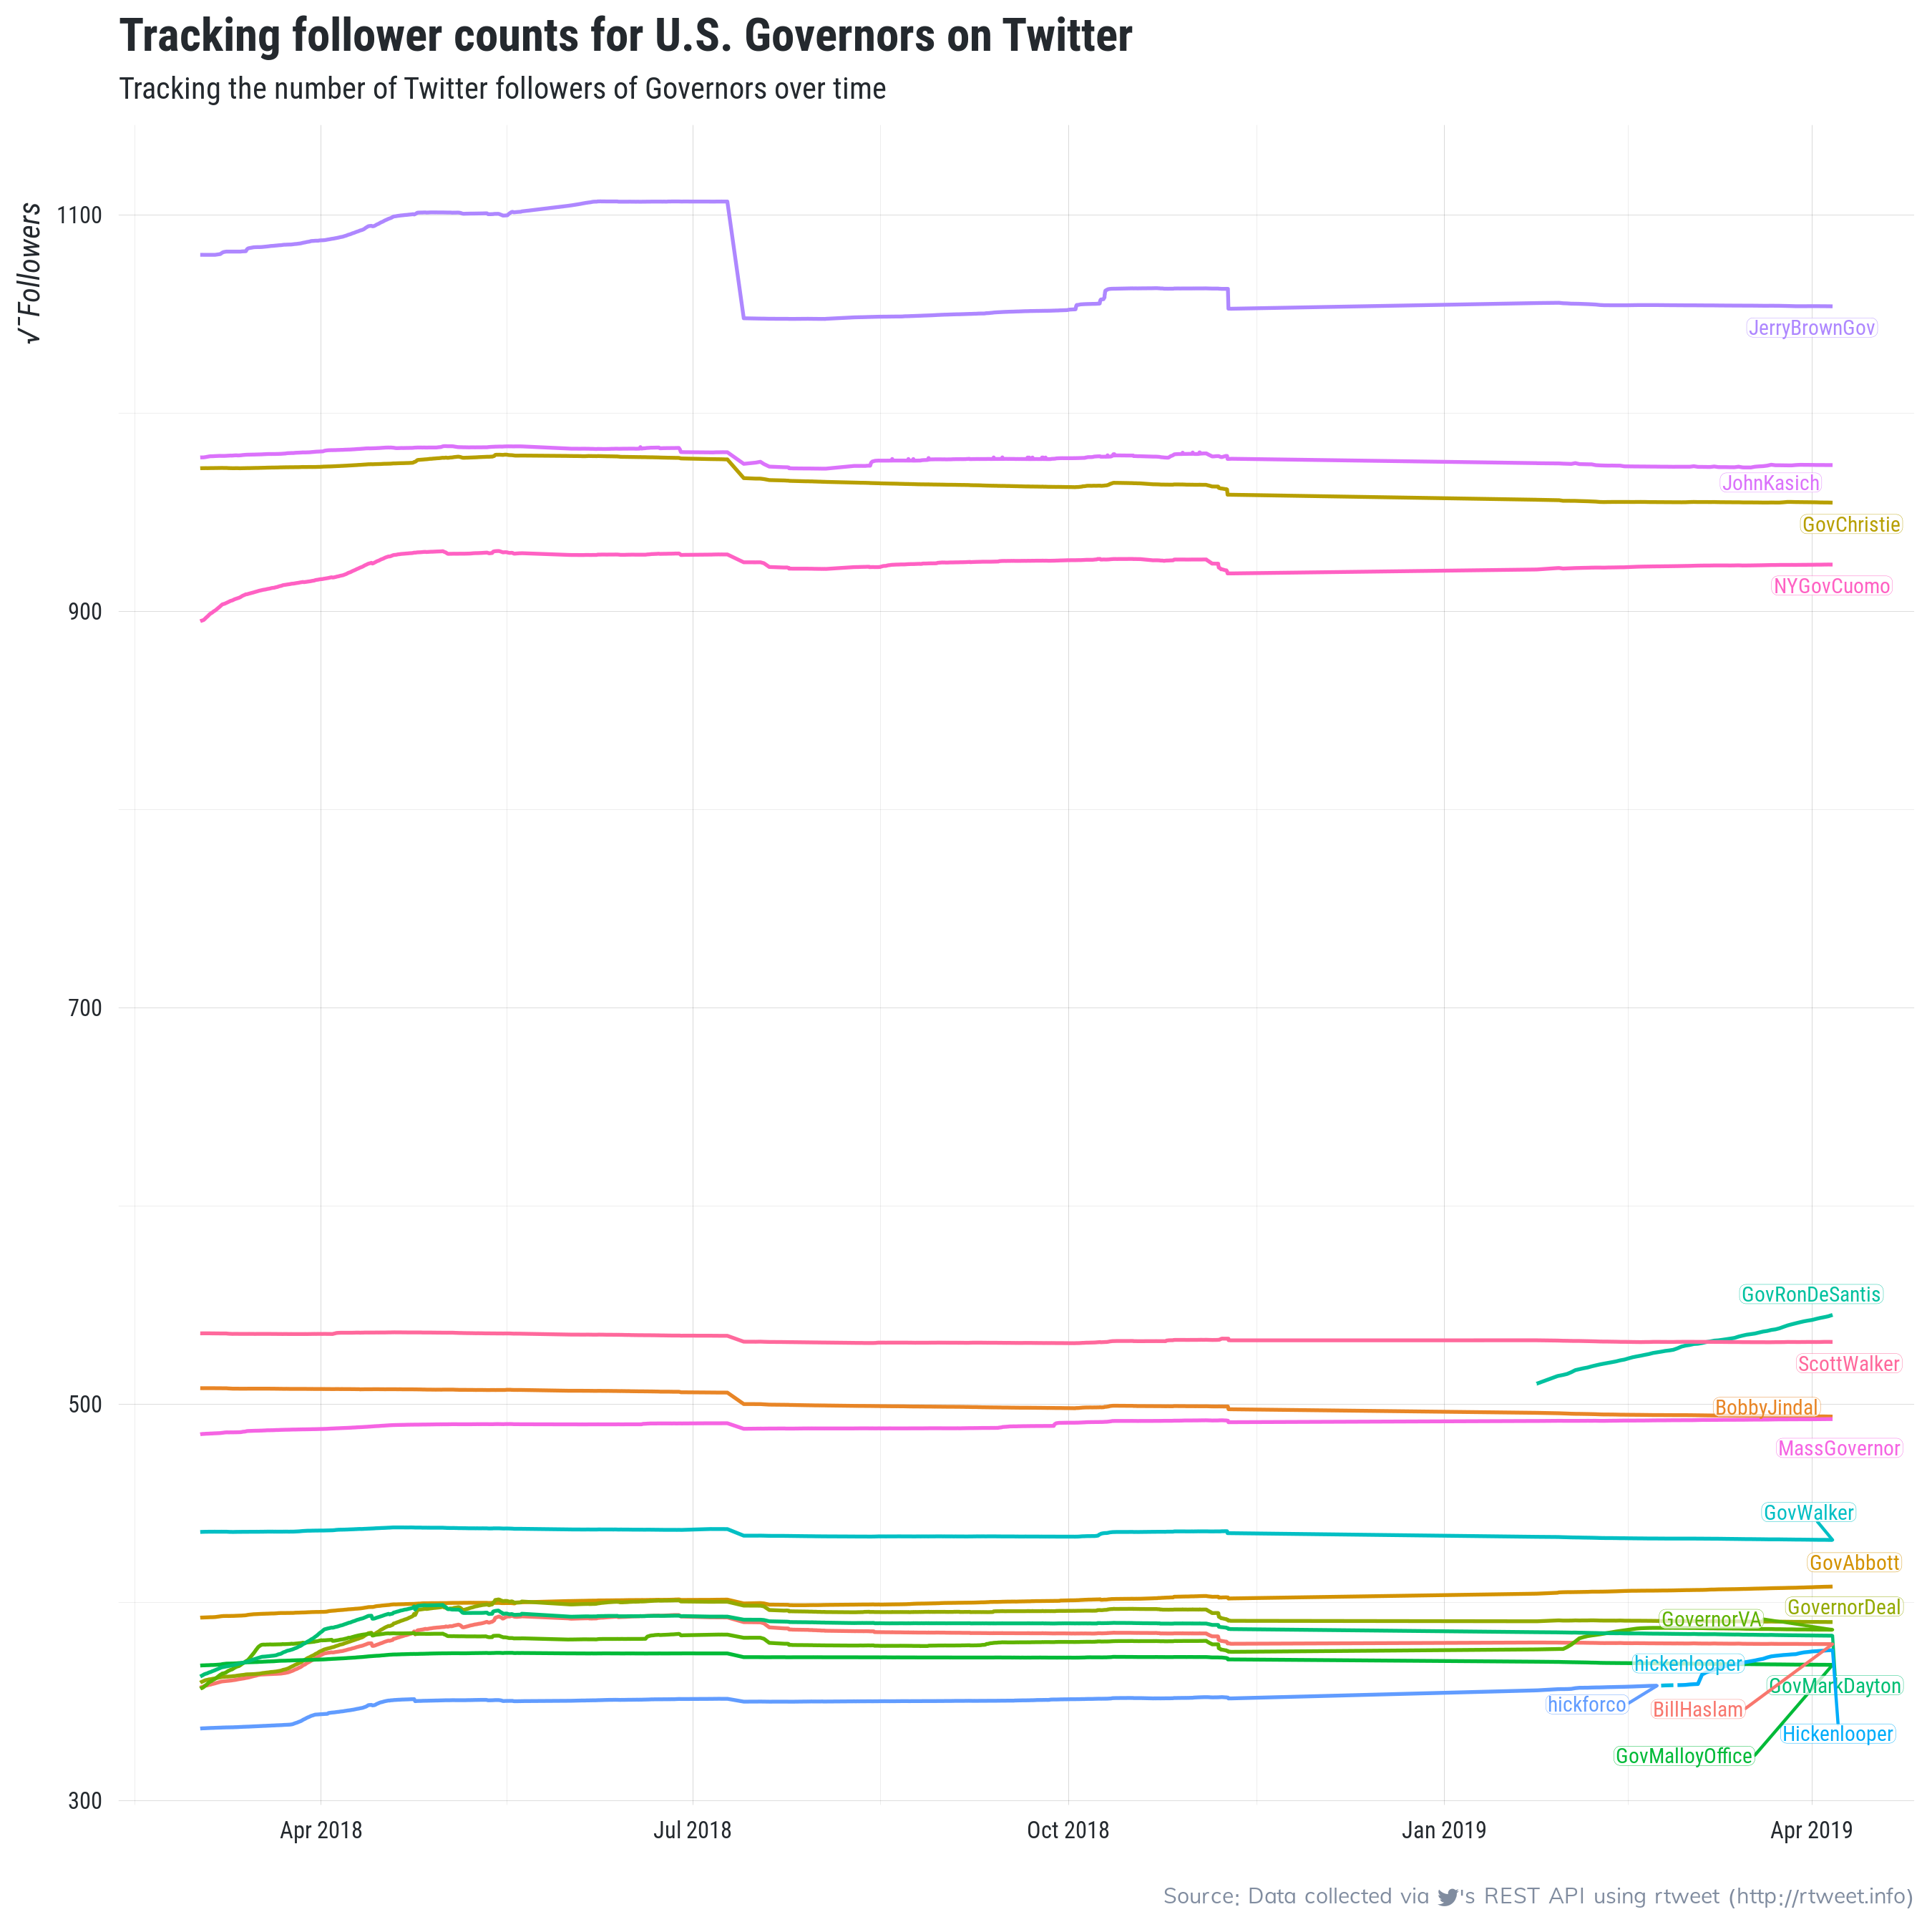 Tracking follower counts for U.S. Governors on Twitter
Tracking the number of Twitter followers of Governors over time
√¯Followers
1100
900
700
500
300
JerryBrownGov
JohnKasich
GovChristie
NYGovCuomo
GovRonDeSantis
ScottWalker
BobbyJindal
MassGovernor
GovWalker
GovAbbott
GovernorDeal
GovernorVA
hickenlooper
GovMarkDayton
hickforco
BillHaslam
Hickenlooper
GovMalloyOffice
Apr 2018
Jul 2018
Oct 2018
Jan 2019
Apr 2019
Source: Data collected via 's REST API using rtweet (http://rtweet.info)